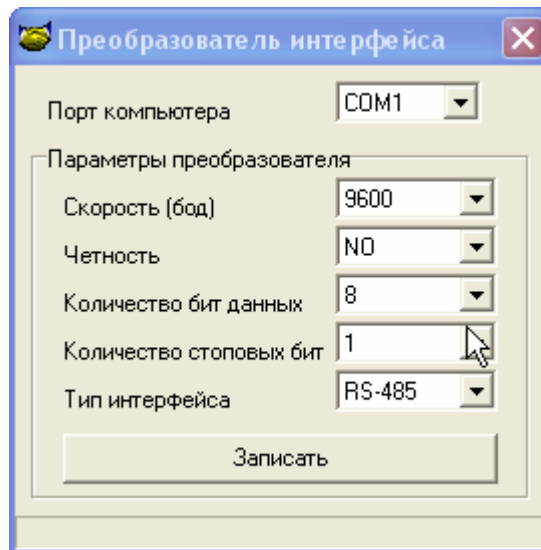 Преобразователь интерфейса
Порт компьютера COM1
Параметры преобразователя
Скорость (бод) 9600
Четность NO
Количество бит данных 8
Количество стоповых бит 1
Тип интерфейса RS-485
Записать